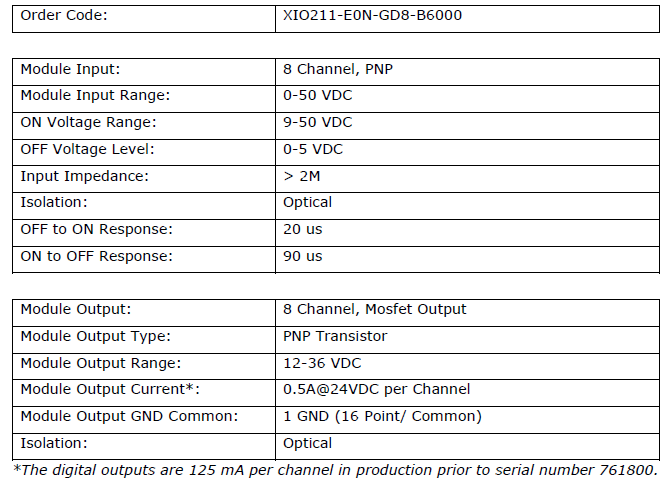 Order Code: XIO211-E0N-GD8-B6000
Module Input: 8 Channel, PNP
Module Input Range: 0-50 VDC
ON Voltage Range: 9-50 VDC
OFF Voltage Level: 0-5 VDC
Input Impedance: > 2M
Isolation: Optical
OFF to ON Response: 20 us
ON to OFF Response: 90 us
Module Output: 8 Channel, Mosfet Output
Module Output Type: PNP Transistor
Module Output Range: 12-36 VDC
Module Output Current*: 0.5A@24VDC per Channel
Module Output GND Common: 1 GND (16 Point/ Common)
Isolation: Optical
*The digital outputs are 125 mA per channel in production prior to serial number 761800.